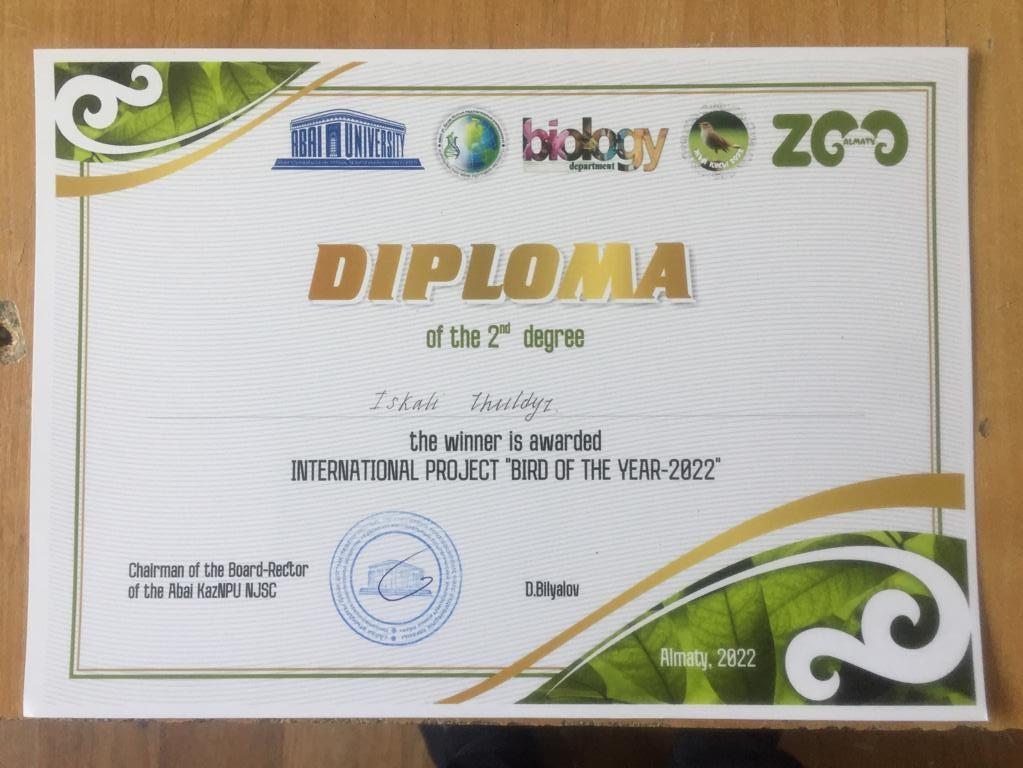 ABAI UNIVERSITY
biology
department
ZOO
ALMATY
DIPLOMA
of the 2nd degree
Iskali Zhuldyz
the winner is awarded
INTERNATIONAL PROJECT "BIRD OF THE YEAR-2022"
Chairman of the Board-Rector
of the Abai KazNPU NJSC
D.Bilyalov
Almaty, 2022